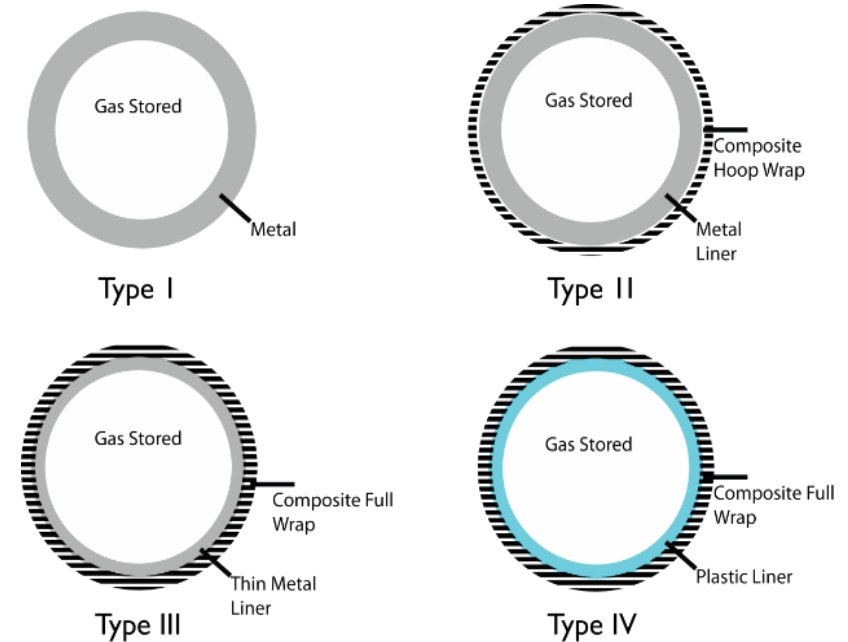 Gas Stored
Metal
Type I
Gas Stored
Composite
Hoop Wrap
Metal
Liner
Type II
Gas Stored
Composite Full
Wrap
Thin Metal
Liner
Type III
Gas Stored
Composite Full
Wrap
Plastic Liner
Type IV